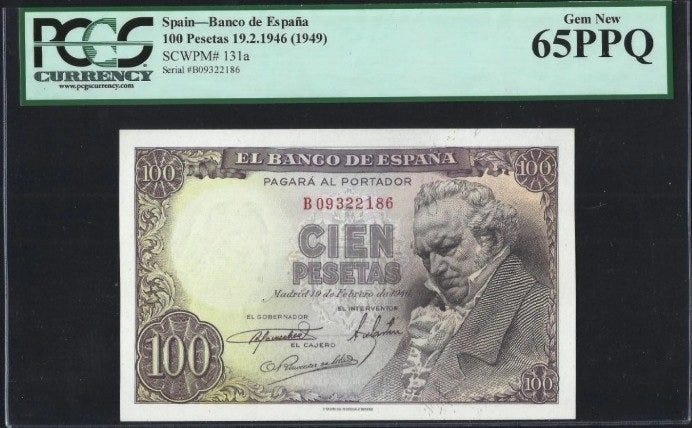 PCGS
CURRENCY
www.pcgscurrency.com
Spain—Banco de España
100 Pesetas 19.2.1946 (1949)
SCWPM# 131a
Serial #B09322186
Gem New
65PPQ
100
EL BANCO DE ESPAÑA
100
PAGARÁ AL PORTADOR
B 09322186
CIEN
PESETAS
Madrid 19 de Febrero de 1946
EL GOBERNADOR
EL INTERVENTOR
EL CAJERO
100
100